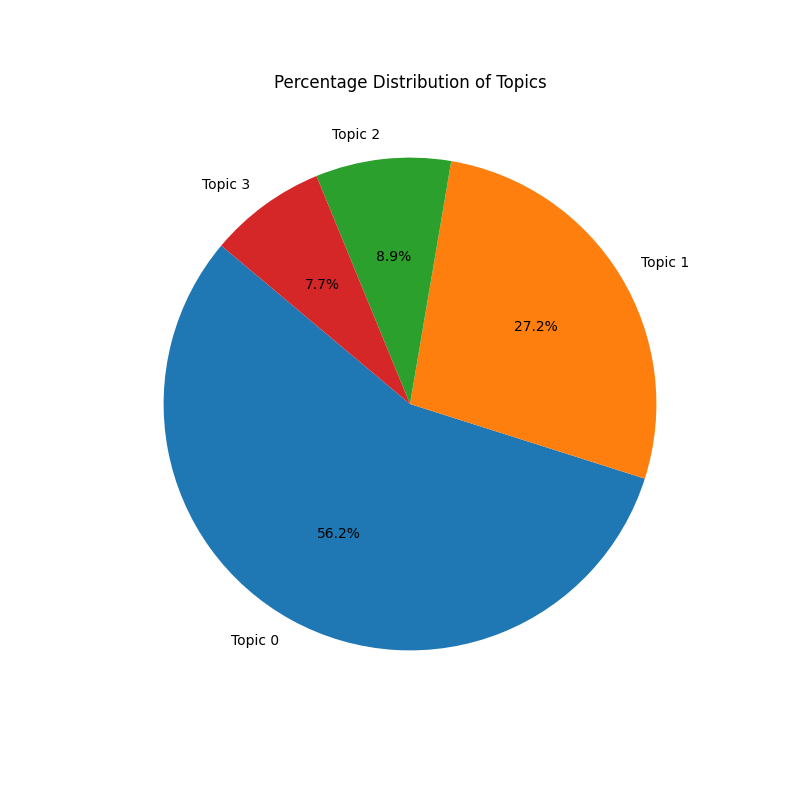 Percentage Distribution of Topics
Topic 2
Topic 3
Topic 1
8.9%
7.7%
27.2%
56.2%
Topic 0